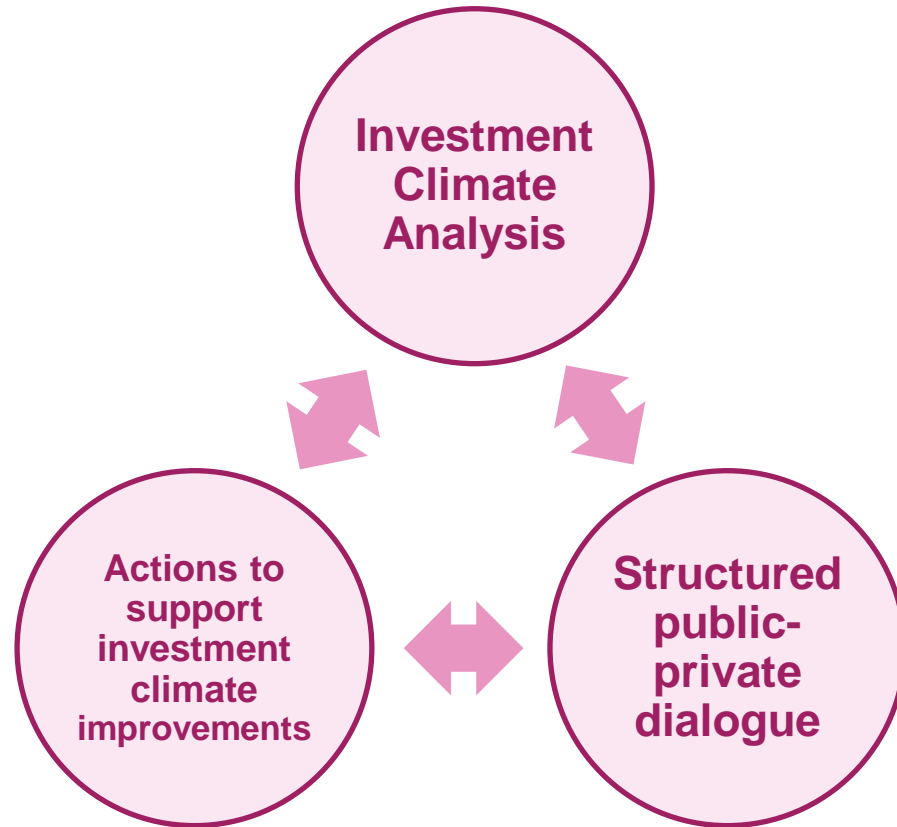 Investment
Climate
Analysis
Actions to
support
investment
climate
improvements
Structured
public-
private
dialogue